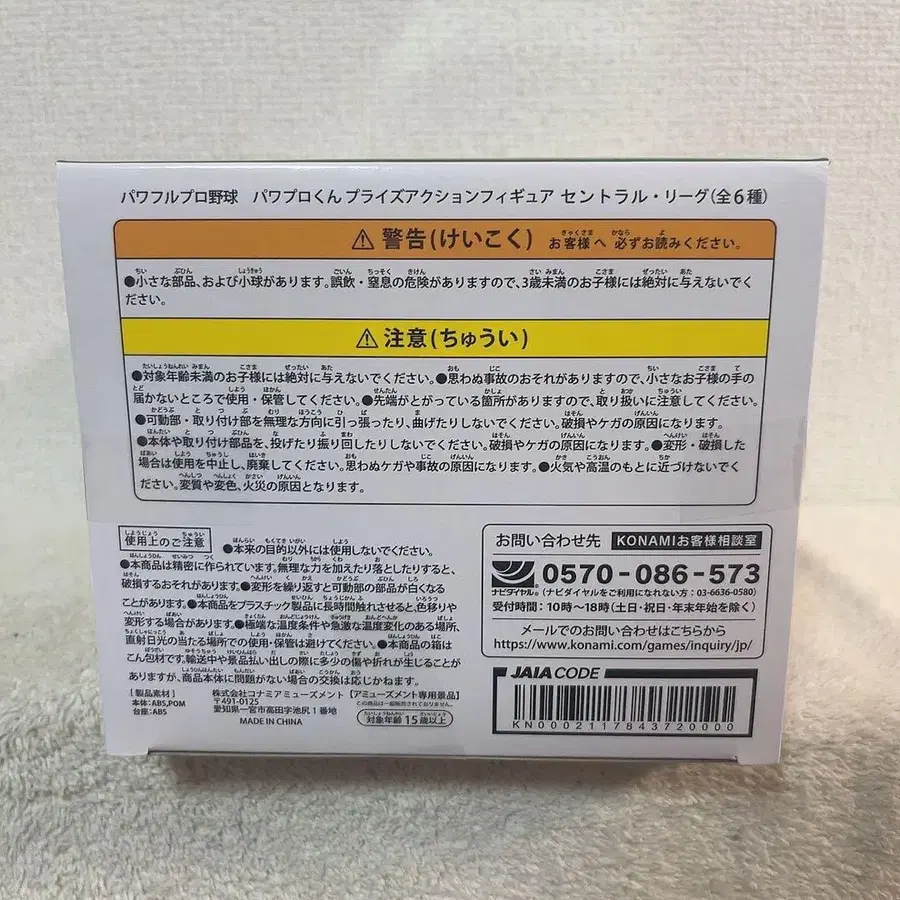 パワフルプロ野球　パワプロくん プライズアクションフィギュア セントラル・リーグ(全6種)
⚠ 警告(けいこく) お客様へ 必ずお読みください。
●小さな部品、および小球があります。誤飲・窒息の危険がありますので、3歳未満のお子様には絶対に与えないでく
ださい。
⚠ 注意(ちゅうい)
●対象年齢未満のお子様には絶対に与えないでください。●思わぬ事故のおそれがありますので、小さなお子様の手の
届かないところで使用・保管してください。●先端がとがっている箇所がありますので、取り扱いに注意してください。
●可動部・取り付け部を無理な方向に引っ張ったり、曲げたりしないでください。破損やケガの原因になります。
●本体や取り付け部品を、投げたり振り回したりしないでください。破損やケガの原因になります。●変形・破損した
場合は使用を中止し、廃棄してください。思わぬケガや事故の原因になります。●火気や高温のもとに近づけないでく
ださい。変質や変色、火災の原因となります。
使用上のご注意 ●本来の目的以外には使用しないでください。
●本商品は精密に作られています。無理な力を加えたり落としたりすると、
破損するおそれがあります。●変形を繰り返すと可動部の部品が白くなる
ことがあります。●本商品をプラスチック製品に長時間触れさせると、色移りや
変形する場合があります。●極端な温度条件や急激な温度変化のある場所、
直射日光の当たる場所での使用・保管は避けてください。●本商品の箱は
こん包材です。輸送中や景品払い出しの際に多少の傷や折れが生じることが
ありますが、商品本体に問題がない場合の交換は応じかねます。
[製品素材]
本体:ABS,POM
台座:ABS
株式会社コナミアミューズメント
〒491-0125
愛知県一宮市高田字池尻1番地
MADE IN CHINA
[アミューズメント専用景品]
この商品は一般販売されておりません。
対象年齢 15歳以上
お問い合わせ先 KONAMIお客様相談室
ナビダイヤル® 0570-086-573
(ナビダイヤルをご利用になれない方:03-6636-0580)
受付時間:10時〜18時(土日・祝日・年末年始を除く)
メールでのお問い合わせはこちらから
https://www.konami.com/games/inquiry/jp/
JAIA CODE
KN00021178437 20000